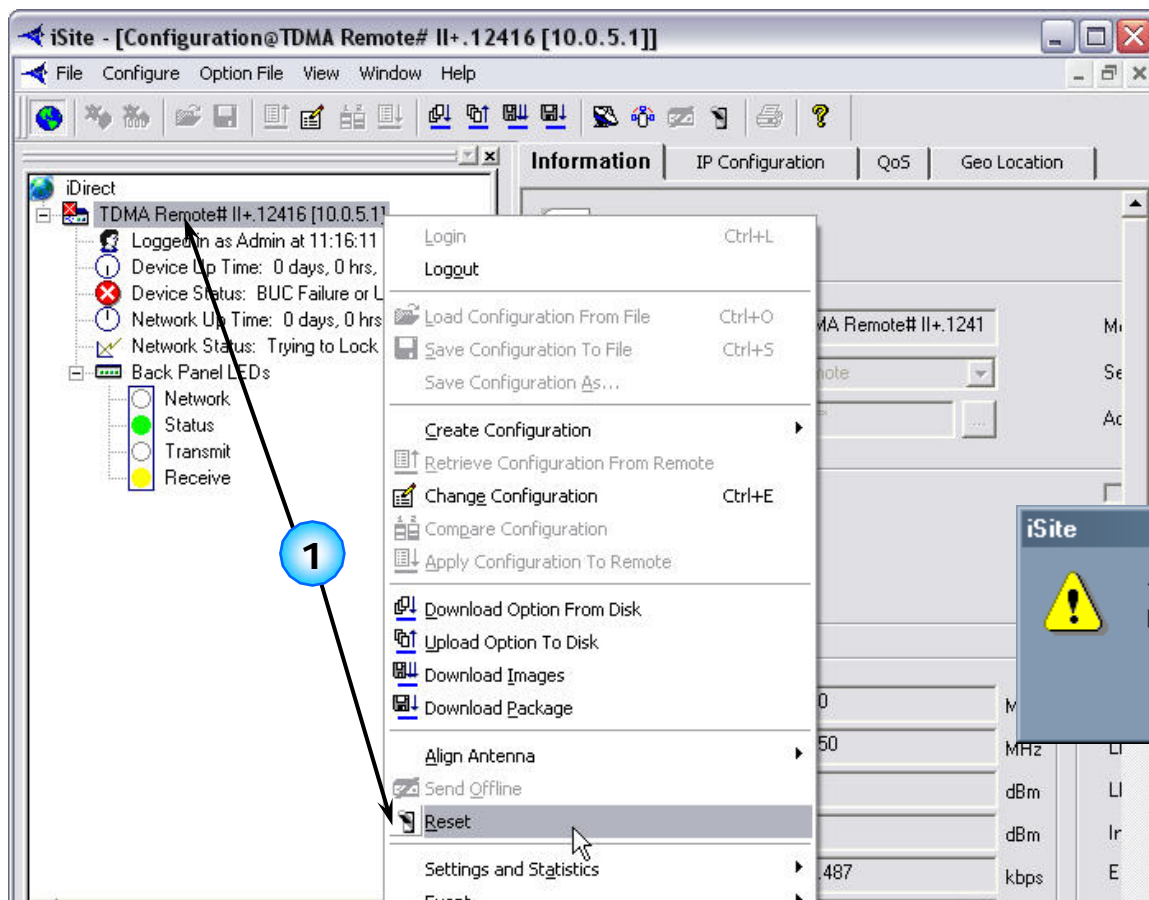 iSite - [Configuration@TDMA Remote# II+.12416 [10.0.5.1]]
File Configure Option File View Window Help
Information IP Configuration QoS Geo Location
iDirect
TDMA Remote# II+.12416 [10.0.5.1]
Logged in as Admin at 11:16:11
Device Up Time: 0 days, 0 hrs,
Device Status: BUC Failure or L
Network Up Time: 0 days, 0 hrs
Network Status: Trying to Lock
Back Panel LEDs
Network
Status
Transmit
Receive
1
Login Ctrl+L
Logout
Load Configuration From File Ctrl+O
Save Configuration To File Ctrl+S
Save Configuration As...
Create Configuration
Retrieve Configuration From Remote
Change Configuration Ctrl+E
Compare Configuration
Apply Configuration To Remote
Download Option From Disk
Upload Option To Disk
Download Images
Download Package
Align Antenna
Send Offline
Reset
Settings and Statistics
Event
MA Remote# II+.1241
Se
...
Ac
iSite
0
50 MHz
dBm
dBm
.487 kbps E